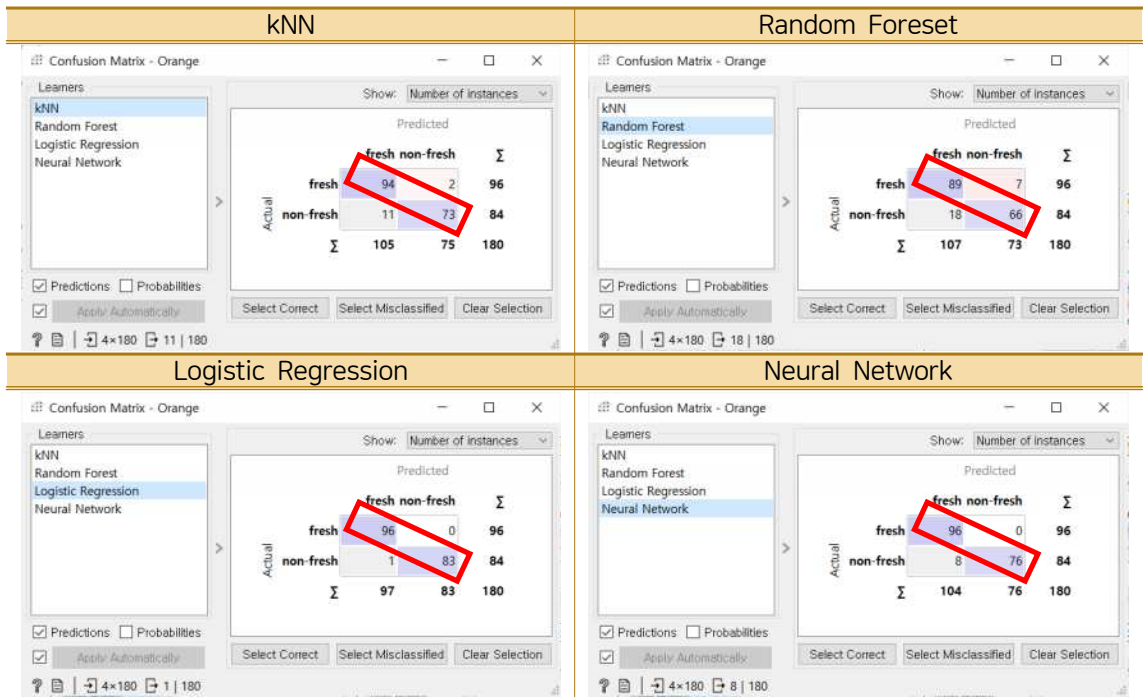 kNN
Random Foreset
Confusion Matrix - Orange
Learners
kNN
Random Forest
Logistic Regression
Neural Network
Show: Number of instances
Predicted
fresh non-fresh Σ
fresh 94 2 96
Actual
non-fresh 11 73 84
Σ 105 75 180
Predictions Probabilities
Apply Automatically
Select Correct Select Misclassified Clear Selection
? 4×180 11 | 180
Confusion Matrix - Orange
Learners
kNN
Random Forest
Logistic Regression
Neural Network
Show: Number of instances
Predicted
fresh non-fresh Σ
fresh 89 7 96
Actual
non-fresh 18 66 84
Σ 107 73 180
Predictions Probabilities
Apply Automatically
Select Correct Select Misclassified Clear Selection
? 4×180 18 | 180
Logistic Regression
Neural Network
Confusion Matrix - Orange
Learners
kNN
Random Forest
Logistic Regression
Neural Network
Show: Number of instances
Predicted
fresh non-fresh Σ
fresh 96 0 96
Actual
non-fresh 1 83 84
Σ 97 83 180
Predictions Probabilities
Apply Automatically
Select Correct Select Misclassified Clear Selection
? 4×180 1 | 180
Confusion Matrix - Orange
Learners
kNN
Random Forest
Logistic Regression
Neural Network
Show: Number of instances
Predicted
fresh non-fresh Σ
fresh 96 0 96
Actual
non-fresh 8 76 84
Σ 104 76 180
Predictions Probabilities
Apply Automatically
Select Correct Select Misclassified Clear Selection
? 4×180 8 | 180